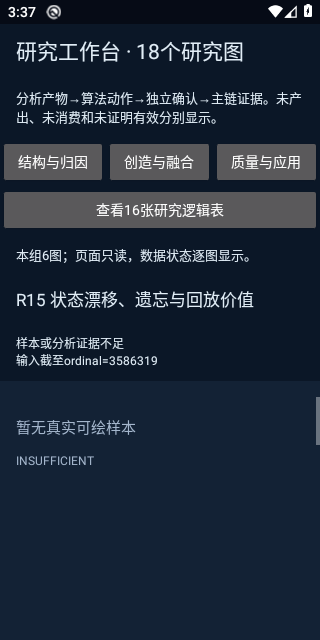 3:37
研究工作台 · 18个研究图
分析产物→算法动作→独立确认→主链证据。未产
出、未消费和未证明有效分别显示。
结构与归因
创造与融合
质量与应用
查看16张研究逻辑表
本组6图；页面只读，数据状态逐图显示。
R15 状态漂移、遗忘与回放价值
样本或分析证据不足
输入截至ordinal=3586319
暂无真实可绘样本
INSUFFICIENT